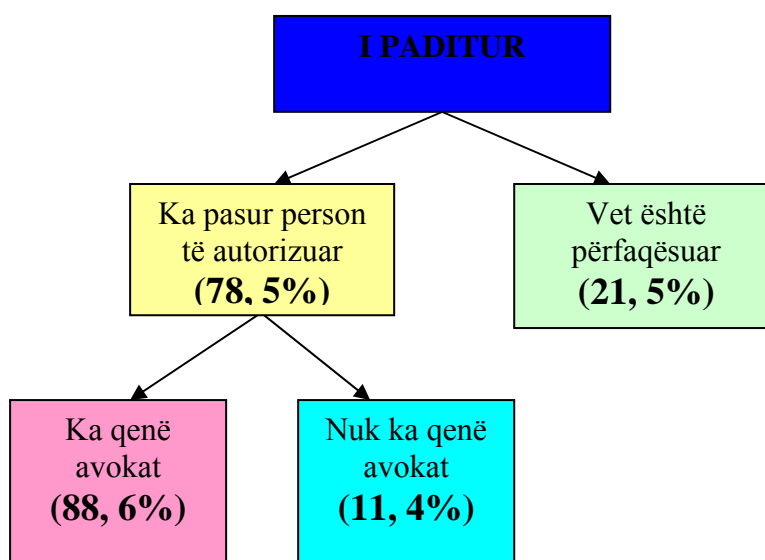 I PADITUR
Ka pasur person
të autorizuar
(78, 5%)
Vet është
përfaqësuar
(21, 5%)
Ka qenë
avokat
(88, 6%)
Nuk ka qenë
avokat
(11, 4%)